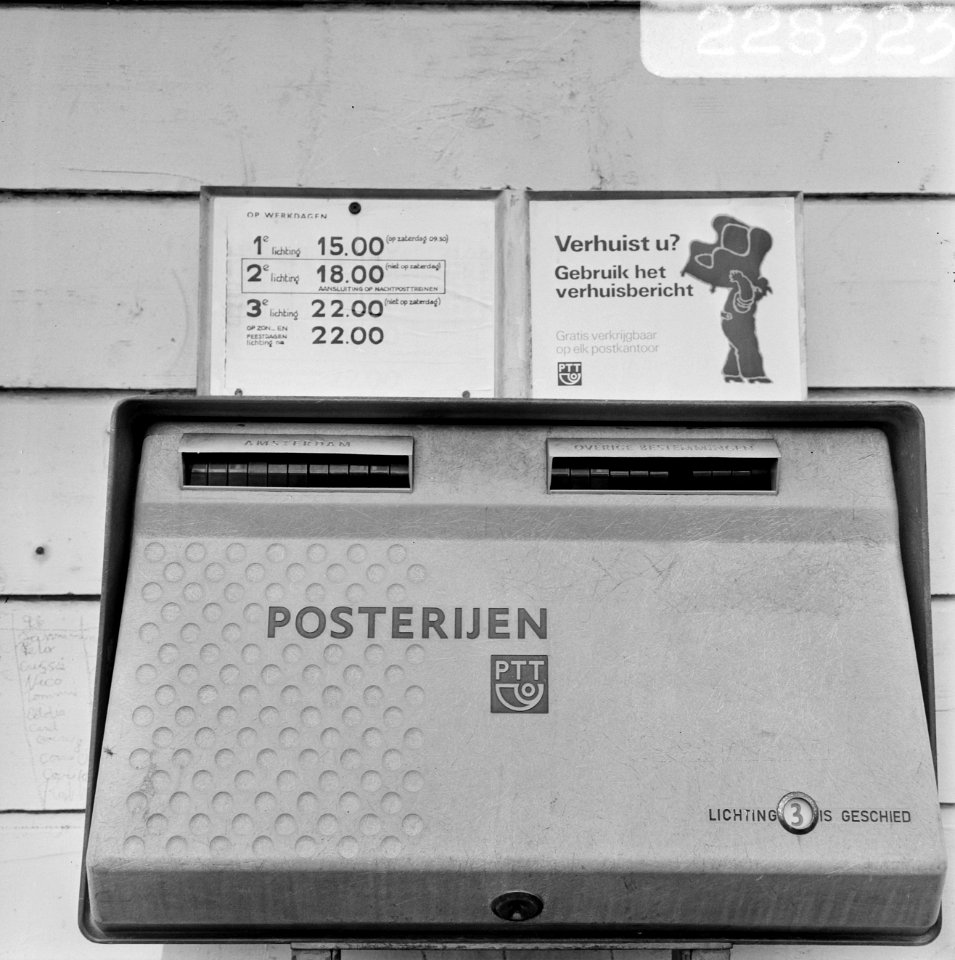 228323
OP WERKDAGEN
1e lichting 15.00 (op zaterdag 09.30)
2e lichting 18.00 (niet op zaterdag)
AANSLUITING OP NACHTPOSTTREINEN
3e lichting 22.00 (niet op zaterdag)
OP ZON- EN
FEESTDAGEN
lichting na 22.00
Verhuist u?
Gebruik het
verhuisbericht
Gratis verkrijgbaar
op elk postkantoor
PTT
AMSTERDAM
OVERIGE BESTEMMINGEN
POSTERIJEN
PTT
LICHTING 3 IS GESCHIED
Nico